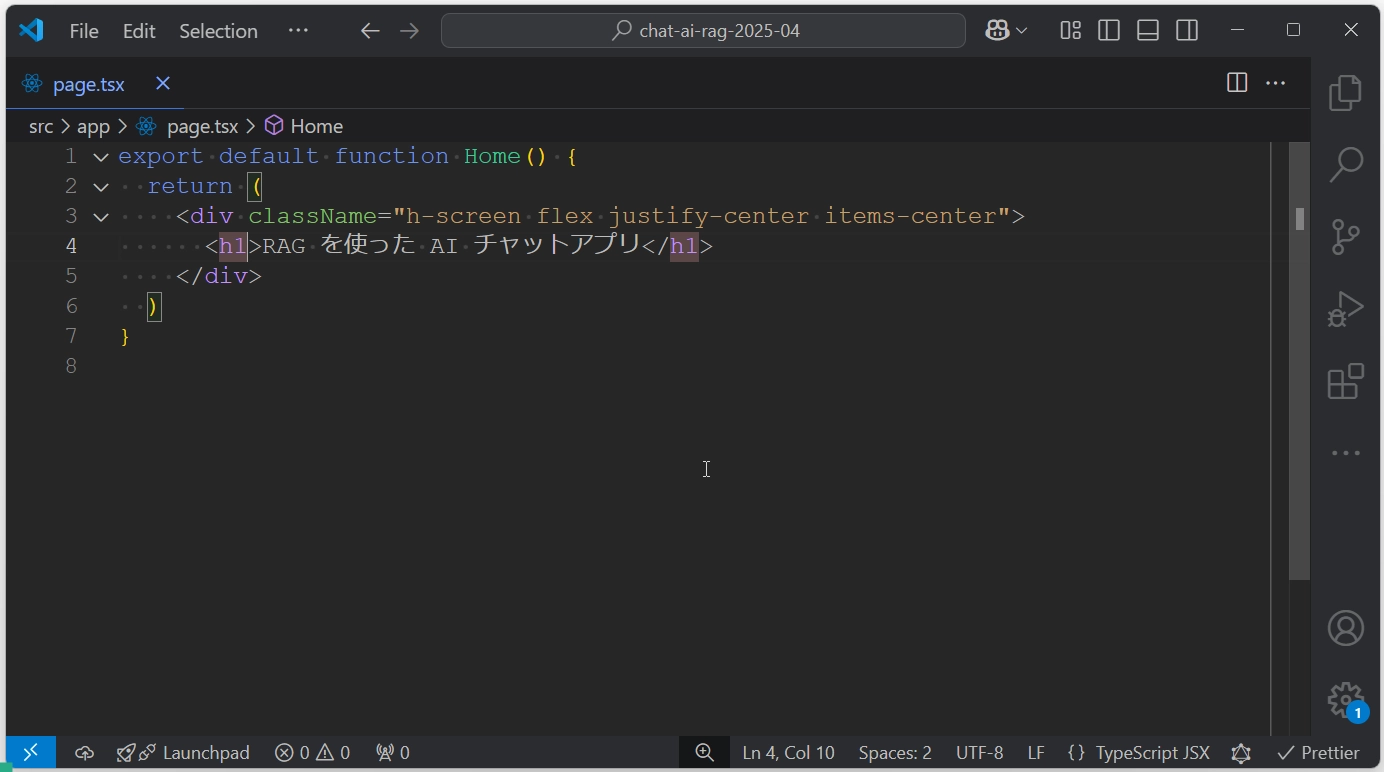 File Edit Selection ··· chat-ai-rag-2025-04
page.tsx
src > app > page.tsx > Home
1 export default function Home() {
2   return (
3     <div className="h-screen flex justify-center items-center">
4       <h1>RAG を使った AI チャットアプリ</h1>
5     </div>
6   )
7 }
8
1
Launchpad 0 0 0 Ln 4, Col 10 Spaces: 2 UTF-8 LF {} TypeScript JSX Prettier